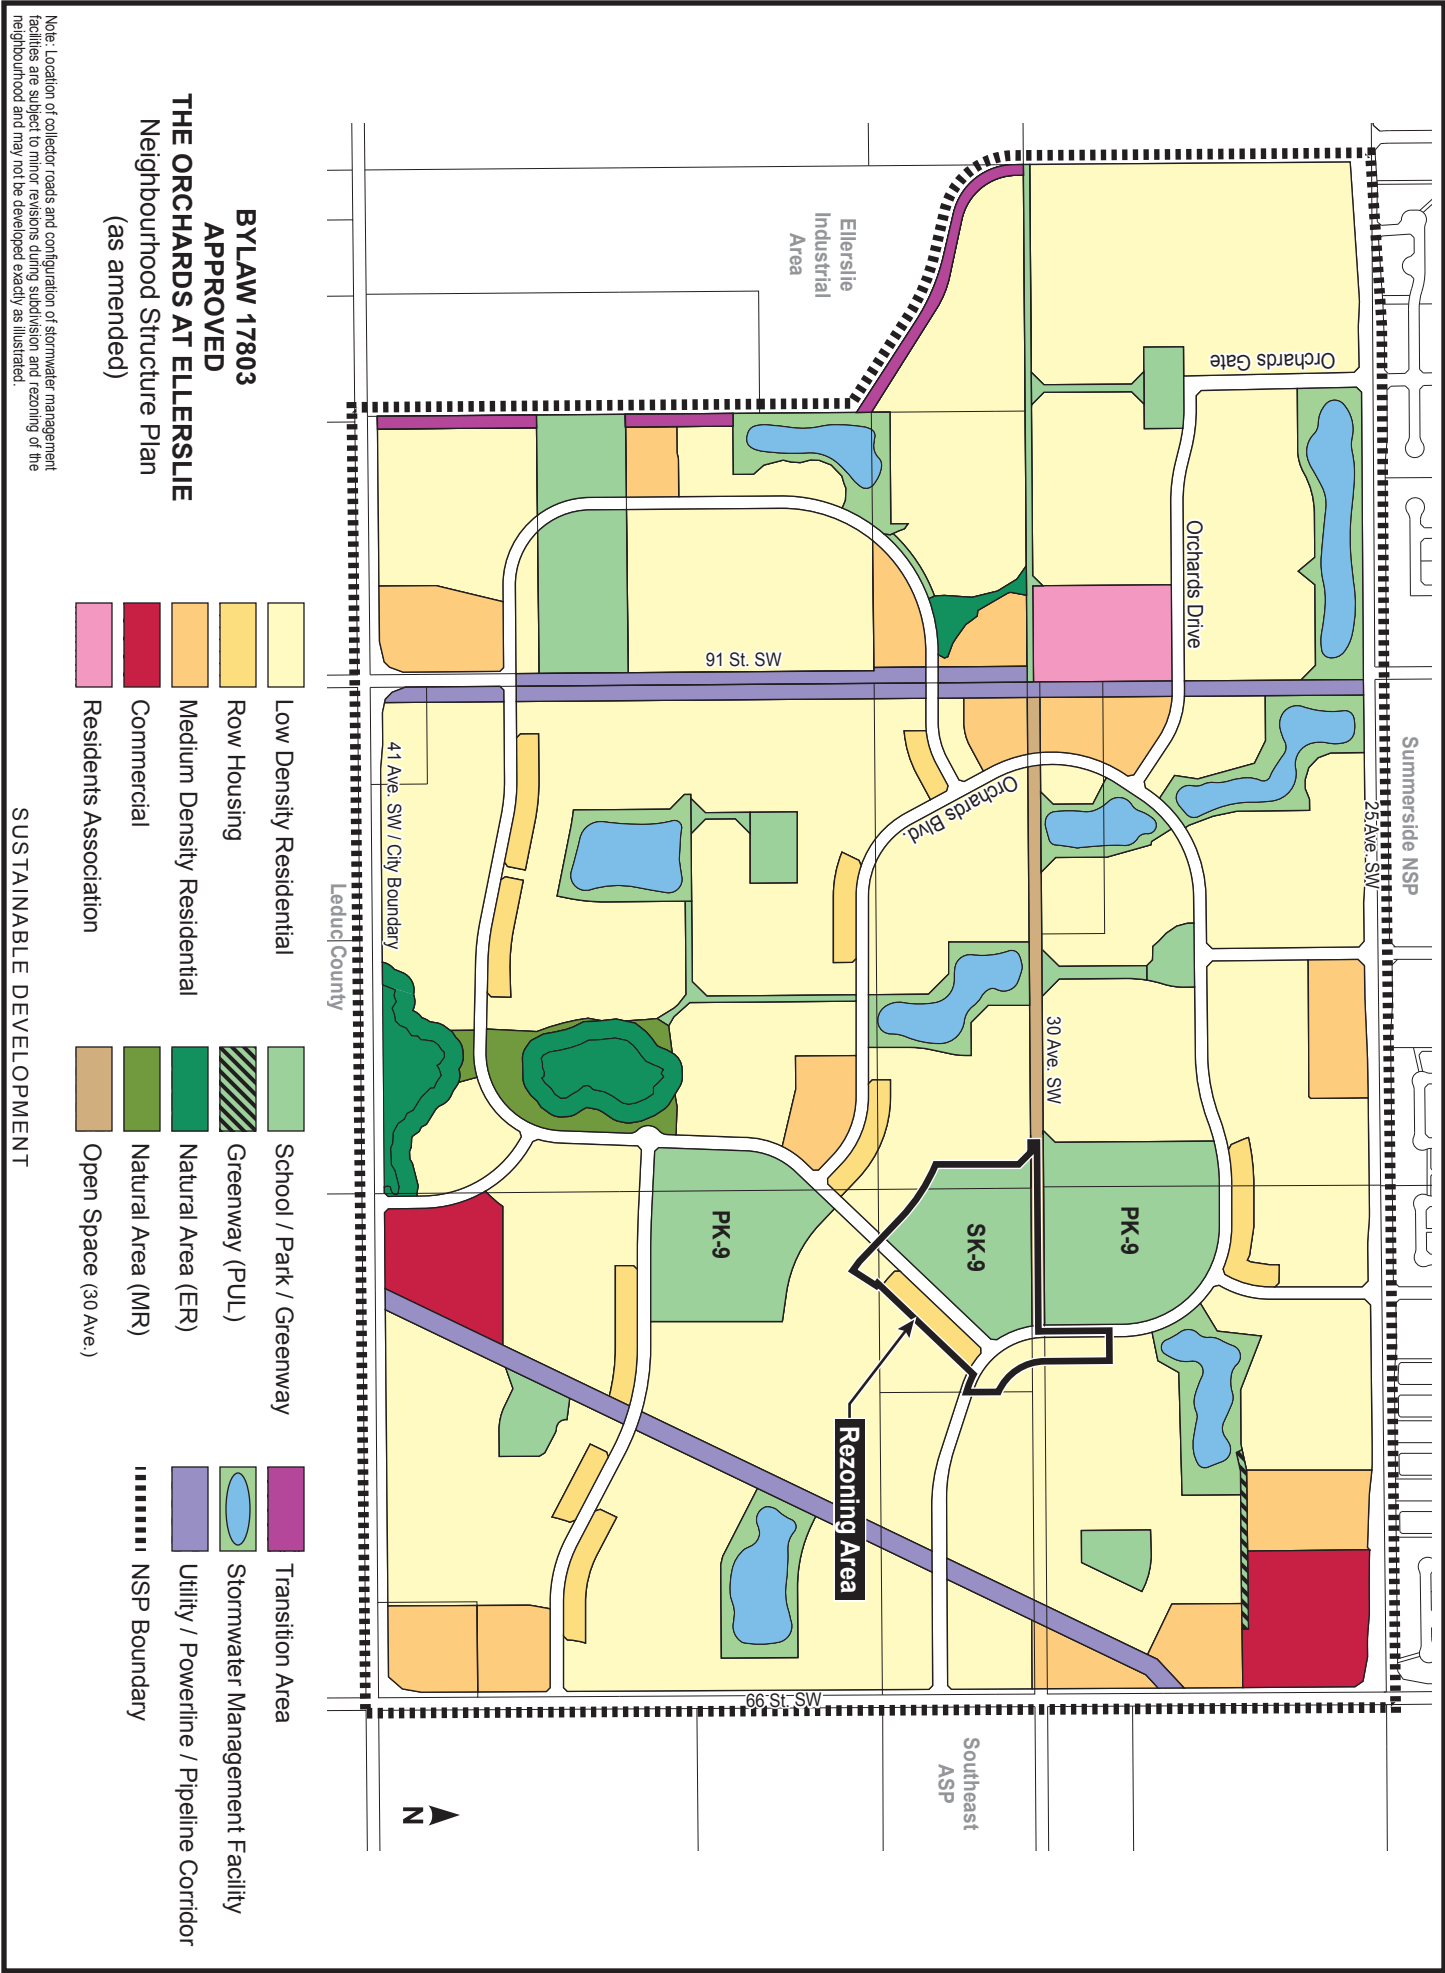 Summerside NSP
25 Ave. SW
Orchards Gate
Orchards Drive
Ellerslie
Industrial
Area
91 St. SW
Orchards Blvd.
30 Ave. SW
PK-9
SK-9
PK-9
Rezoning Area
41 Ave. SW / City Boundary
Leduc County
66 St. SW
Southeast
ASP
N
BYLAW 17803
APPROVED
THE ORCHARDS AT ELLERSLIE
Neighbourhood Structure Plan
(as amended)
Low Density Residential
Row Housing
Medium Density Residential
Commercial
Residents Association
School / Park / Greenway
Greenway (PUL)
Natural Area (ER)
Natural Area (MR)
Open Space (30 Ave.)
Transition Area
Stormwater Management Facility
Utility / Powerline / Pipeline Corridor
NSP Boundary
Note: Location of collector roads and configuration of stormwater management
facilities are subject to minor revisions during subdivision and rezoning of the
neighbourhood and may not be developed exactly as illustrated.
SUSTAINABLE DEVELOPMENT